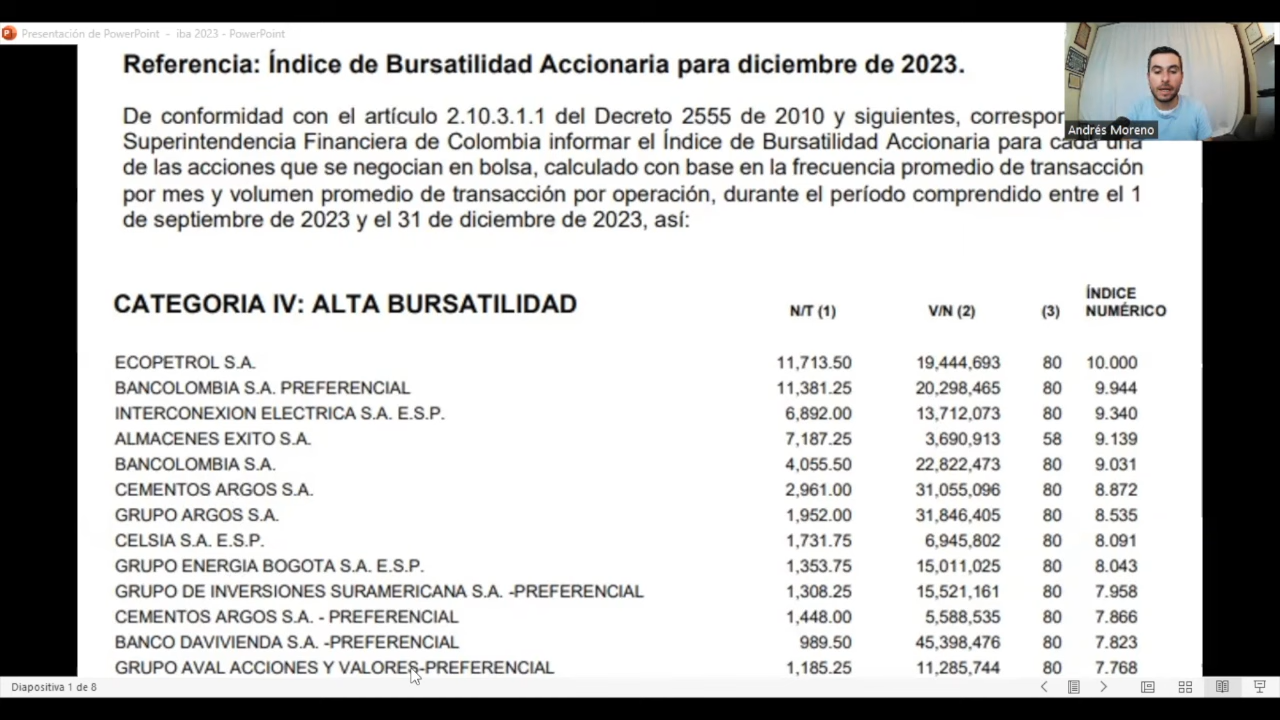 Presentación de PowerPoint - iba 2023 - PowerPoint
Referencia: Índice de Bursatilidad Accionaria para diciembre de 2023.
De conformidad con el artículo 2.10.3.1.1 del Decreto 2555 de 2010 y siguientes, correspon
Superintendencia Financiera de Colombia informar el Índice de Bursatilidad Accionaria para cada una
de las acciones que se negocian en bolsa, calculado con base en la frecuencia promedio de transacción
por mes y volumen promedio de transacción por operación, durante el período comprendido entre el 1
de septiembre de 2023 y el 31 de diciembre de 2023, así:
Andrés Moreno
CATEGORIA IV: ALTA BURSATILIDAD N/T (1) V/N (2) (3) ÍNDICE
NUMÉRICO
ECOPETROL S.A. 11,713.50 19,444,693 80 10.000
BANCOLOMBIA S.A. PREFERENCIAL 11,381.25 20,298,465 80 9.944
INTERCONEXION ELECTRICA S.A. E.S.P. 6,892.00 13,712,073 80 9.340
ALMACENES EXITO S.A. 7,187.25 3,690,913 58 9.139
BANCOLOMBIA S.A. 4,055.50 22,822,473 80 9.031
CEMENTOS ARGOS S.A. 2,961.00 31,055,096 80 8.872
GRUPO ARGOS S.A. 1,952.00 31,846,405 80 8.535
CELSIA S.A. E.S.P. 1,731.75 6,945,802 80 8.091
GRUPO ENERGIA BOGOTA S.A. E.S.P. 1,353.75 15,011,025 80 8.043
GRUPO DE INVERSIONES SURAMERICANA S.A. -PREFERENCIAL 1,308.25 15,521,161 80 7.958
CEMENTOS ARGOS S.A. - PREFERENCIAL 1,448.00 5,588,535 80 7.866
BANCO DAVIVIENDA S.A. -PREFERENCIAL 989.50 45,398,476 80 7.823
GRUPO AVAL ACCIONES Y VALORES-PREFERENCIAL 1,185.25 11,285,744 80 7.768
Diapositiva 1 de 8